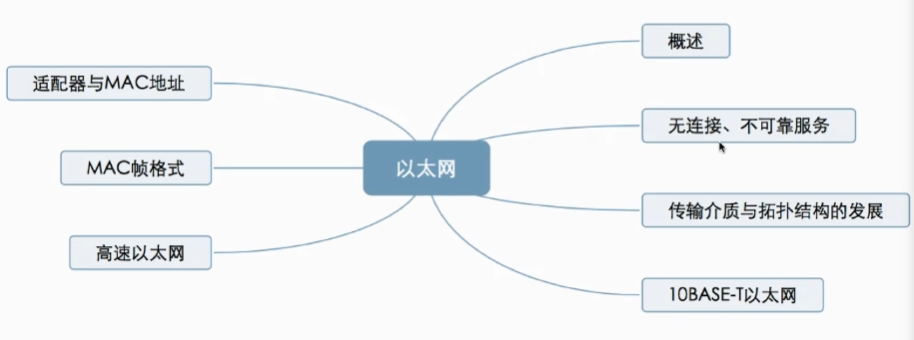 以太网
概述
无连接、不可靠服务
传输介质与拓扑结构的发展
10BASE-T以太网
适配器与MAC地址
MAC帧格式
高速以太网